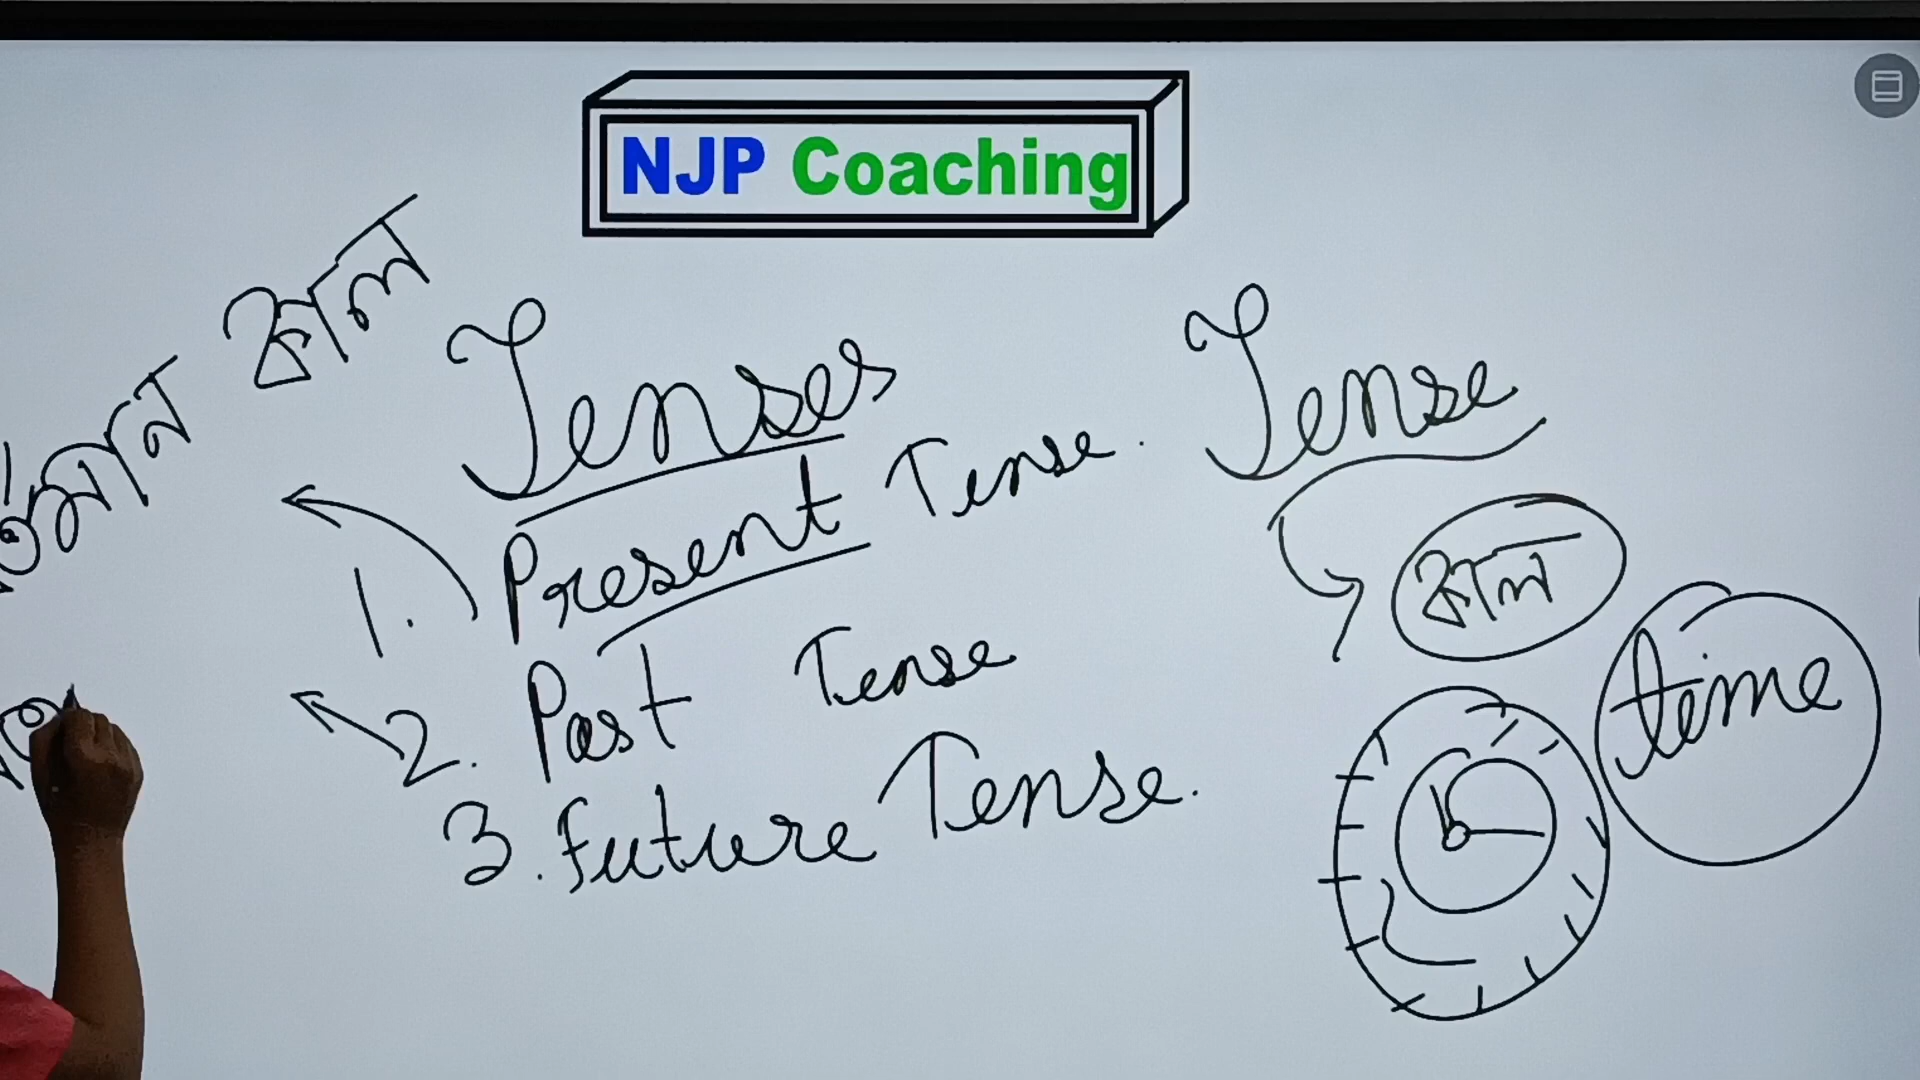 NJP Coaching
কাল
Tenses
Tense
1. Present Tense.
কাল
2. Past Tense
time
3. Future Tense.